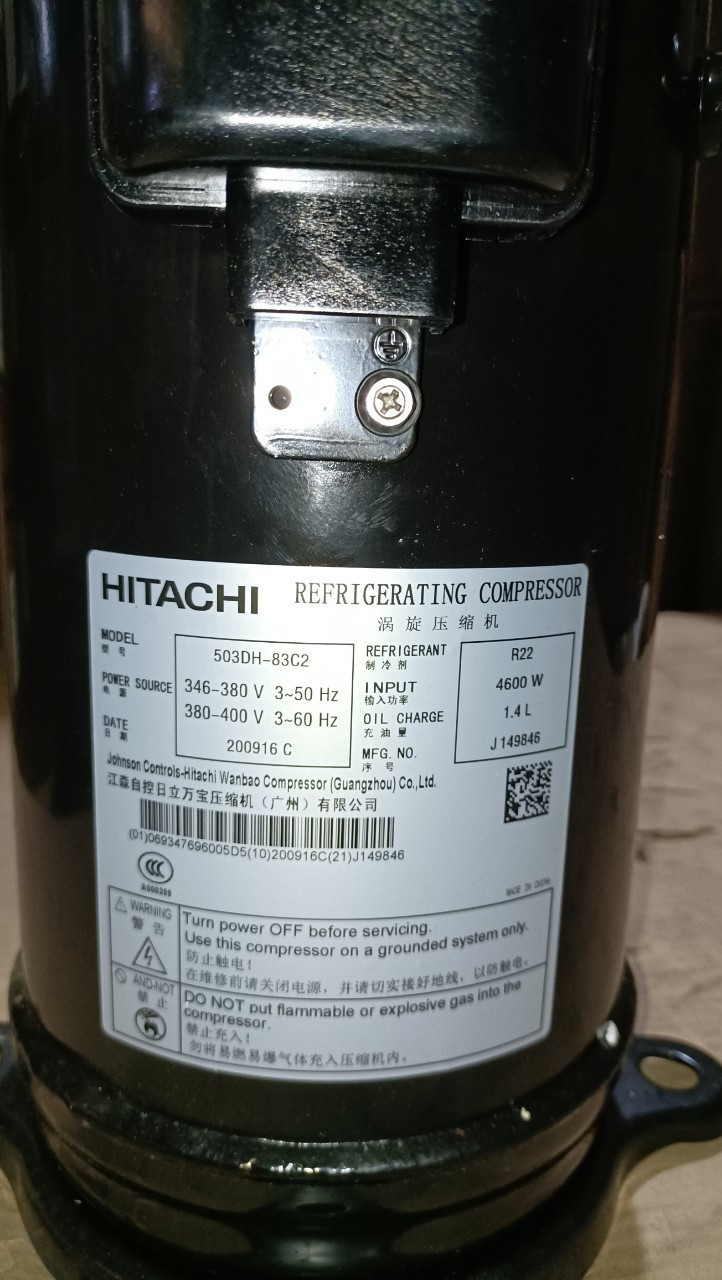 HITACHI REFRIGERATING COMPRESSOR
涡旋压缩机
MODEL
型号
503DH-83C2
POWER SOURCE
电源
346-380 V 3~50 Hz
380-400 V 3~60 Hz
DATE
日期
200916 C
REFRIGERANT
制冷剂
R22
INPUT
输入功率
4600 W
OIL CHARGE
充油量
1.4 L
MFG.NO.
序号
J149846
Johnson Controls-Hitachi Wanbao Compressor (Guangzhou) Co.,Ltd.
江森自控日立万宝压缩机（广州）有限公司
(01)069347696005D5(10)200916C(21)J149846
CCC
A000209
MADE IN CHINA
WARNING
警告
Turn power OFF before servicing.
Use this compressor on a grounded system only.
防止触电！
在维修前请关闭电源，并请切实接好地线，以防触电。
AND-NOT
禁止
DO NOT put flammable or explosive gas into the
compressor.
禁止充入！
勿将易燃易爆气体充入压缩机内。